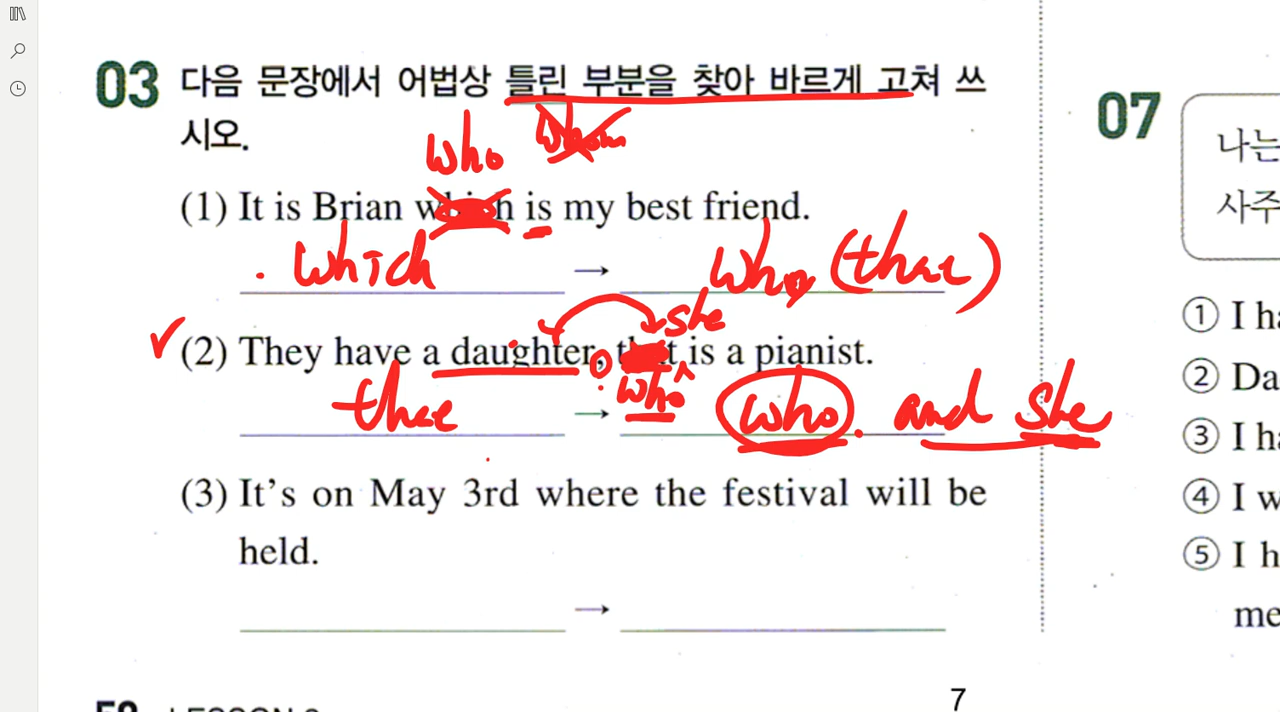 03 다음 문장에서 어법상 틀린 부분을 찾아 바르게 고쳐 쓰
시오.
who whom
(1) It is Brian which is my best friend.
which → who (that)
she
(2) They have a daughter, that is a pianist.
who
that → who. and she
(3) It's on May 3rd where the festival will be
held.
→
7
07
나는
사주
① I ha
② Da
③ I ha
④ I w
⑤ I h
me